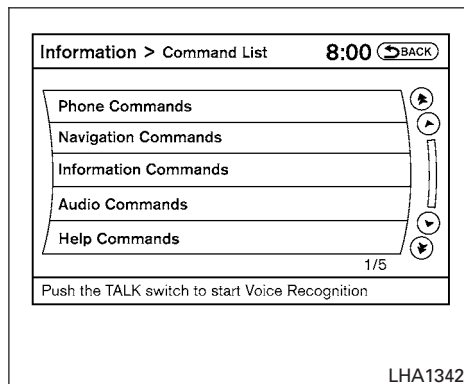 Information > Command List 8:00 BACK
Phone Commands
Navigation Commands
Information Commands
Audio Commands
Help Commands
1/5
Push the TALK switch to start Voice Recognition
LHA1342